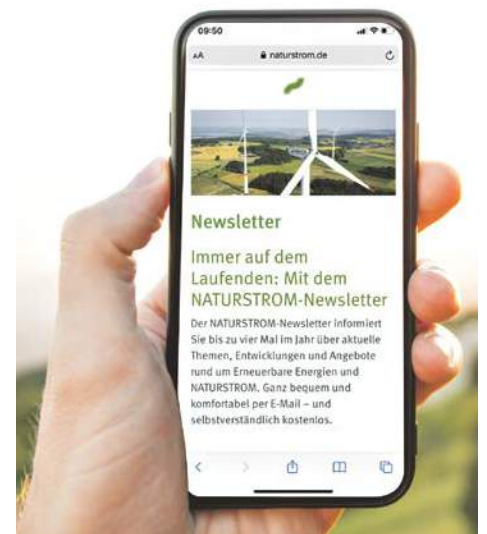 09:50
AA naturstrom.de
Newsletter
Immer auf dem
Laufenden: Mit dem
NATURSTROM-Newsletter
Der NATURSTROM-Newsletter informiert
Sie bis zu vier Mal im Jahr über aktuelle
Themen, Entwicklungen und Angebote
rund um Erneuerbare Energien und
NATURSTROM. Ganz bequem und
komfortabel per E-Mail – und
selbstverständlich kostenlos.